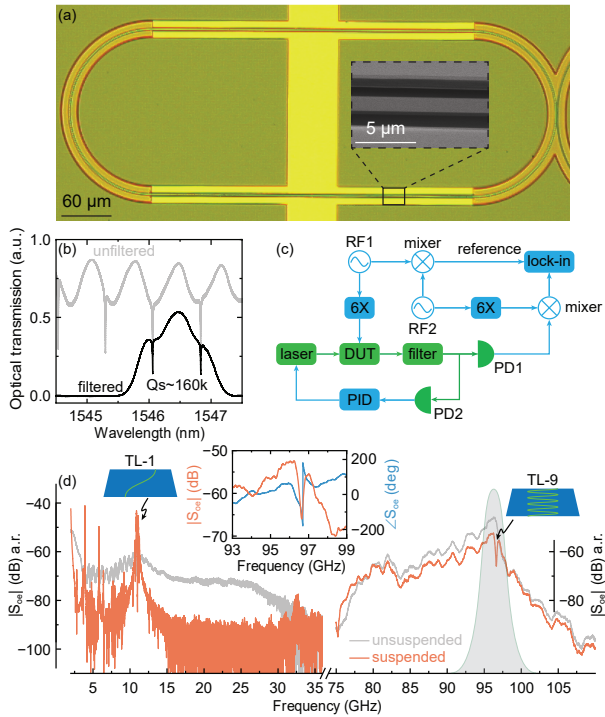 (a)
5 µm
60 µm
(b)
Optical transmission (a.u.)
1.0
0.5
0.0
unfiltered
filtered
Qs~160k
1545
1546
1547
Wavelength (nm)
(c)
RF1
mixer
reference
lock-in
6X
RF2
6X
mixer
laser
DUT
filter
PD1
PID
PD2
(d)
TL-1
|Soe| (dB)
−50
−60
−70
200
0
−200
∠Soe (deg)
93
95
97
99
Frequency (GHz)
TL-9
|Soe| (dB) a.r.
−40
−60
−80
−100
−60
−80
|Soe| (dB) a.r.
unsuspended
suspended
5
10
15
20
25
30
35
75
80
85
90
95
100
105
Frequency (GHz)